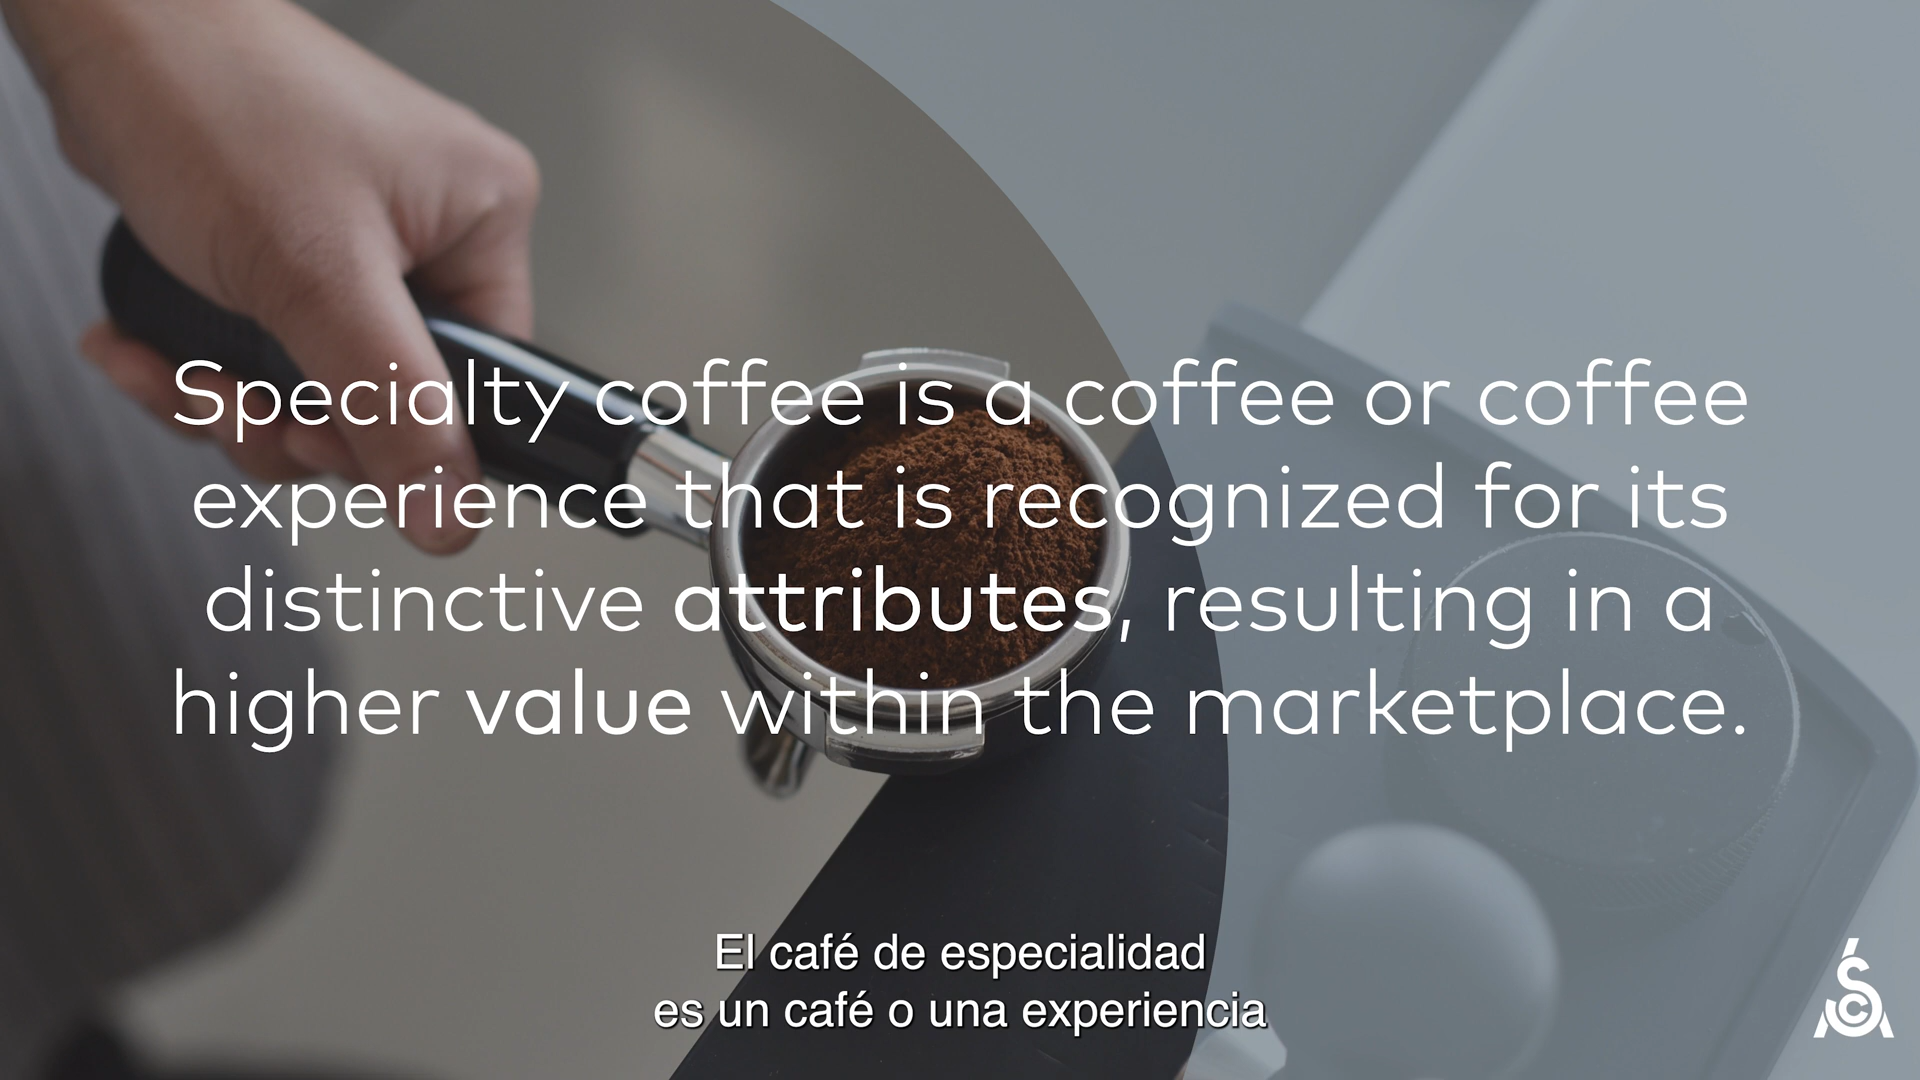 Specialty coffee is a coffee or coffee
experience that is recognized for its
distinctive attributes, resulting in a
higher value within the marketplace.
El café de especialidad
es un café o una experiencia
SCA